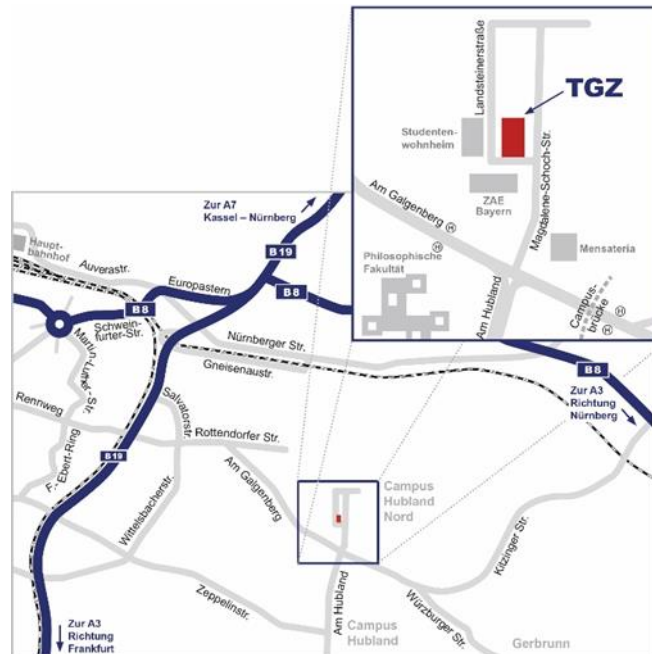 Landsteinerstraße
TGZ
Studenten-
wohnheim
Magdalene-Schoch-Str.
Am Galgenberg
H
ZAE
Bayern
H
Mensateria
Philosophische
Fakultät
Am Hubland
Campus-
brücke
H
H
Zur A7
Kassel – Nürnberg
B19
Haupt-
bahnhof
Auverastr.
Europastern
B8
B8
Schwein-
furter-Str.
Nürnberger Str.
Martin-Luther-Str.
Gneisenaustr.
B8
Zur A3
Richtung
Nürnberg
Rennweg
Salvatorstr.
Rottendorfer Str.
B19
F.-Ebert-Ring
Am Galgenberg
Campus
Hubland
Nord
Wittelsbacherstr.
Kitzinger Str.
Zeppelinstr.
Am Hubland
Würzburger Str.
Campus
Hubland
Gerbrunn
Zur A3
Richtung
Frankfurt